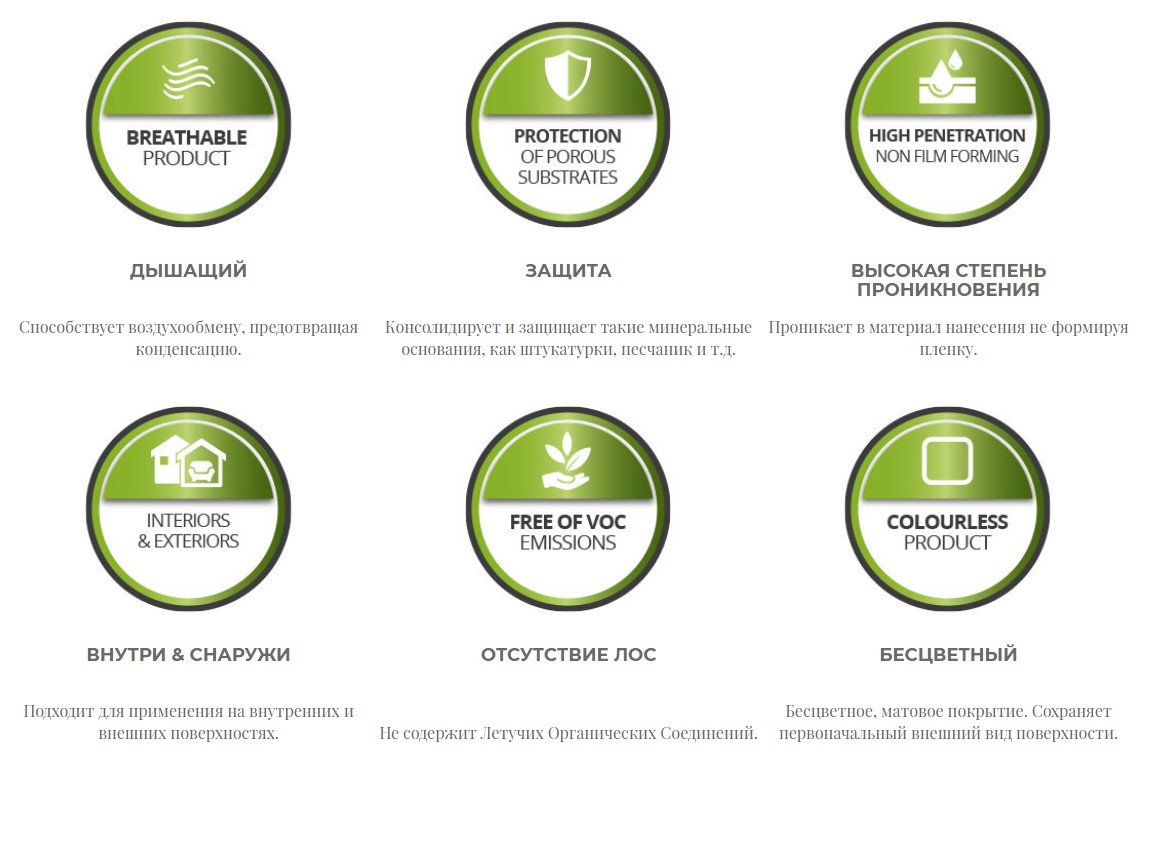 BREATHABLE
PRODUCT
PROTECTION
OF POROUS
SUBSTRATES
HIGH PENETRATION
NON FILM FORMING
ДЫШАЩИЙ
ЗАЩИТА
ВЫСОКАЯ СТЕПЕНЬ
ПРОНИКНОВЕНИЯ
Способствует воздухообмену, предотвращая
конденсацию.
Консолидирует и защищает такие минеральные
основания, как штукатурки, песчаник и т.д.
Проникает в материал нанесения не формируя
пленку.
INTERIORS
& EXTERIORS
FREE OF VOC
EMISSIONS
COLOURLESS
PRODUCT
ВНУТРИ & СНАРУЖИ
ОТСУТСТВИЕ ЛОС
БЕСЦВЕТНЫЙ
Подходит для применения на внутренних и
внешних поверхностях.
Не содержит Летучих Органических Соединений.
Бесцветное, матовое покрытие. Сохраняет
первоначальный внешний вид поверхности.